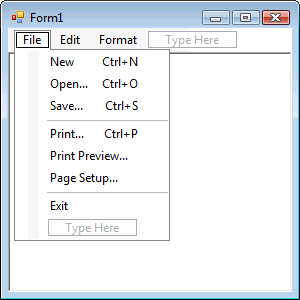 Form1
File Edit Format Type Here
New Ctrl+N
Open... Ctrl+O
Save... Ctrl+S
Print... Ctrl+P
Print Preview...
Page Setup...
Exit
Type Here